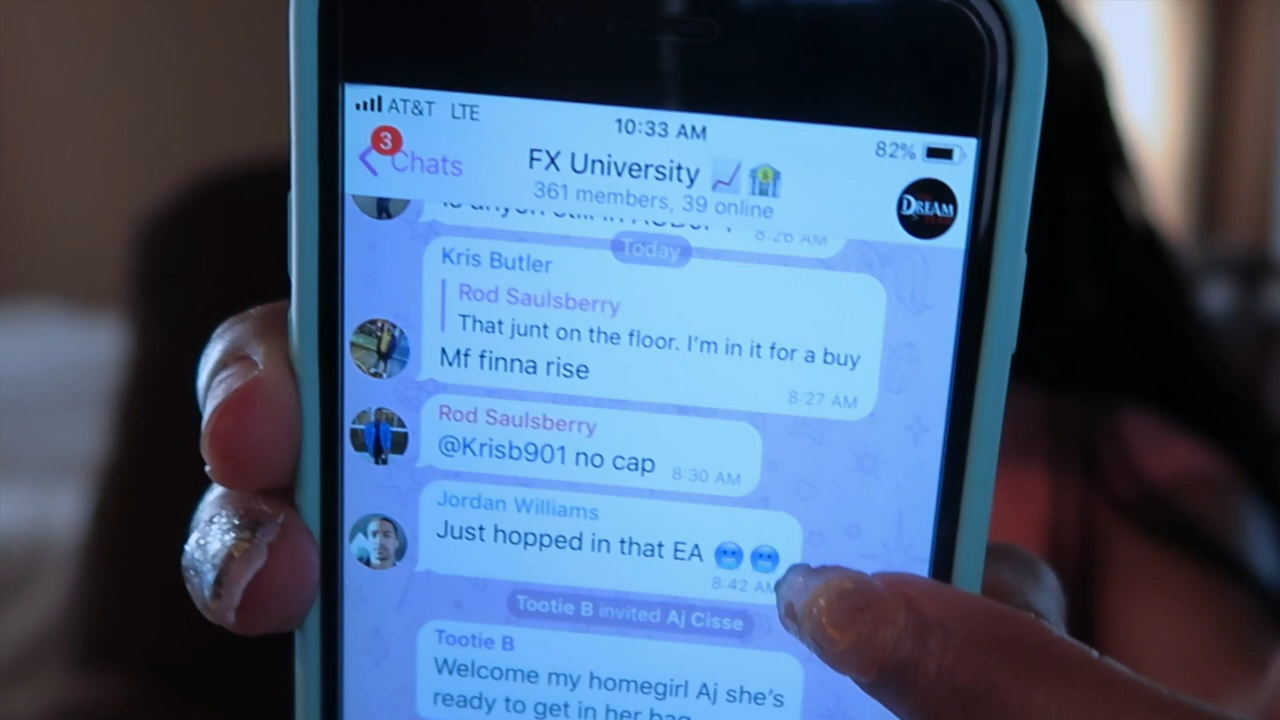 AT&T LTE 10:33 AM 82%
3
Chats
FX University 📈 🏦
361 members, 39 online
DREAM
8:26 AM
Today
Kris Butler
Rod Saulsberry
That junt on the floor. I'm in it for a buy
Mf finna rise
8:27 AM
Rod Saulsberry
@Krisb901 no cap 8:30 AM
Jordan Williams
Just hopped in that EA 🥶🥶
8:42 AM
Tootie B invited Aj Cisse
Tootie B
Welcome my homegirl Aj she's
ready to get in her bag